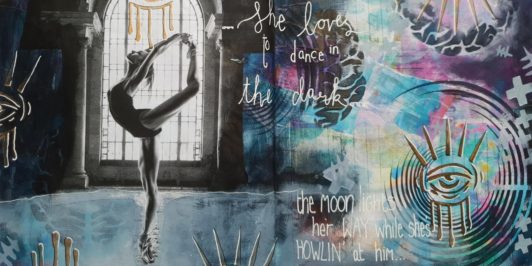 ... She loves
to dance in
the dark...
the MOON lights
her WAY while she's
HOWLIN' at him...